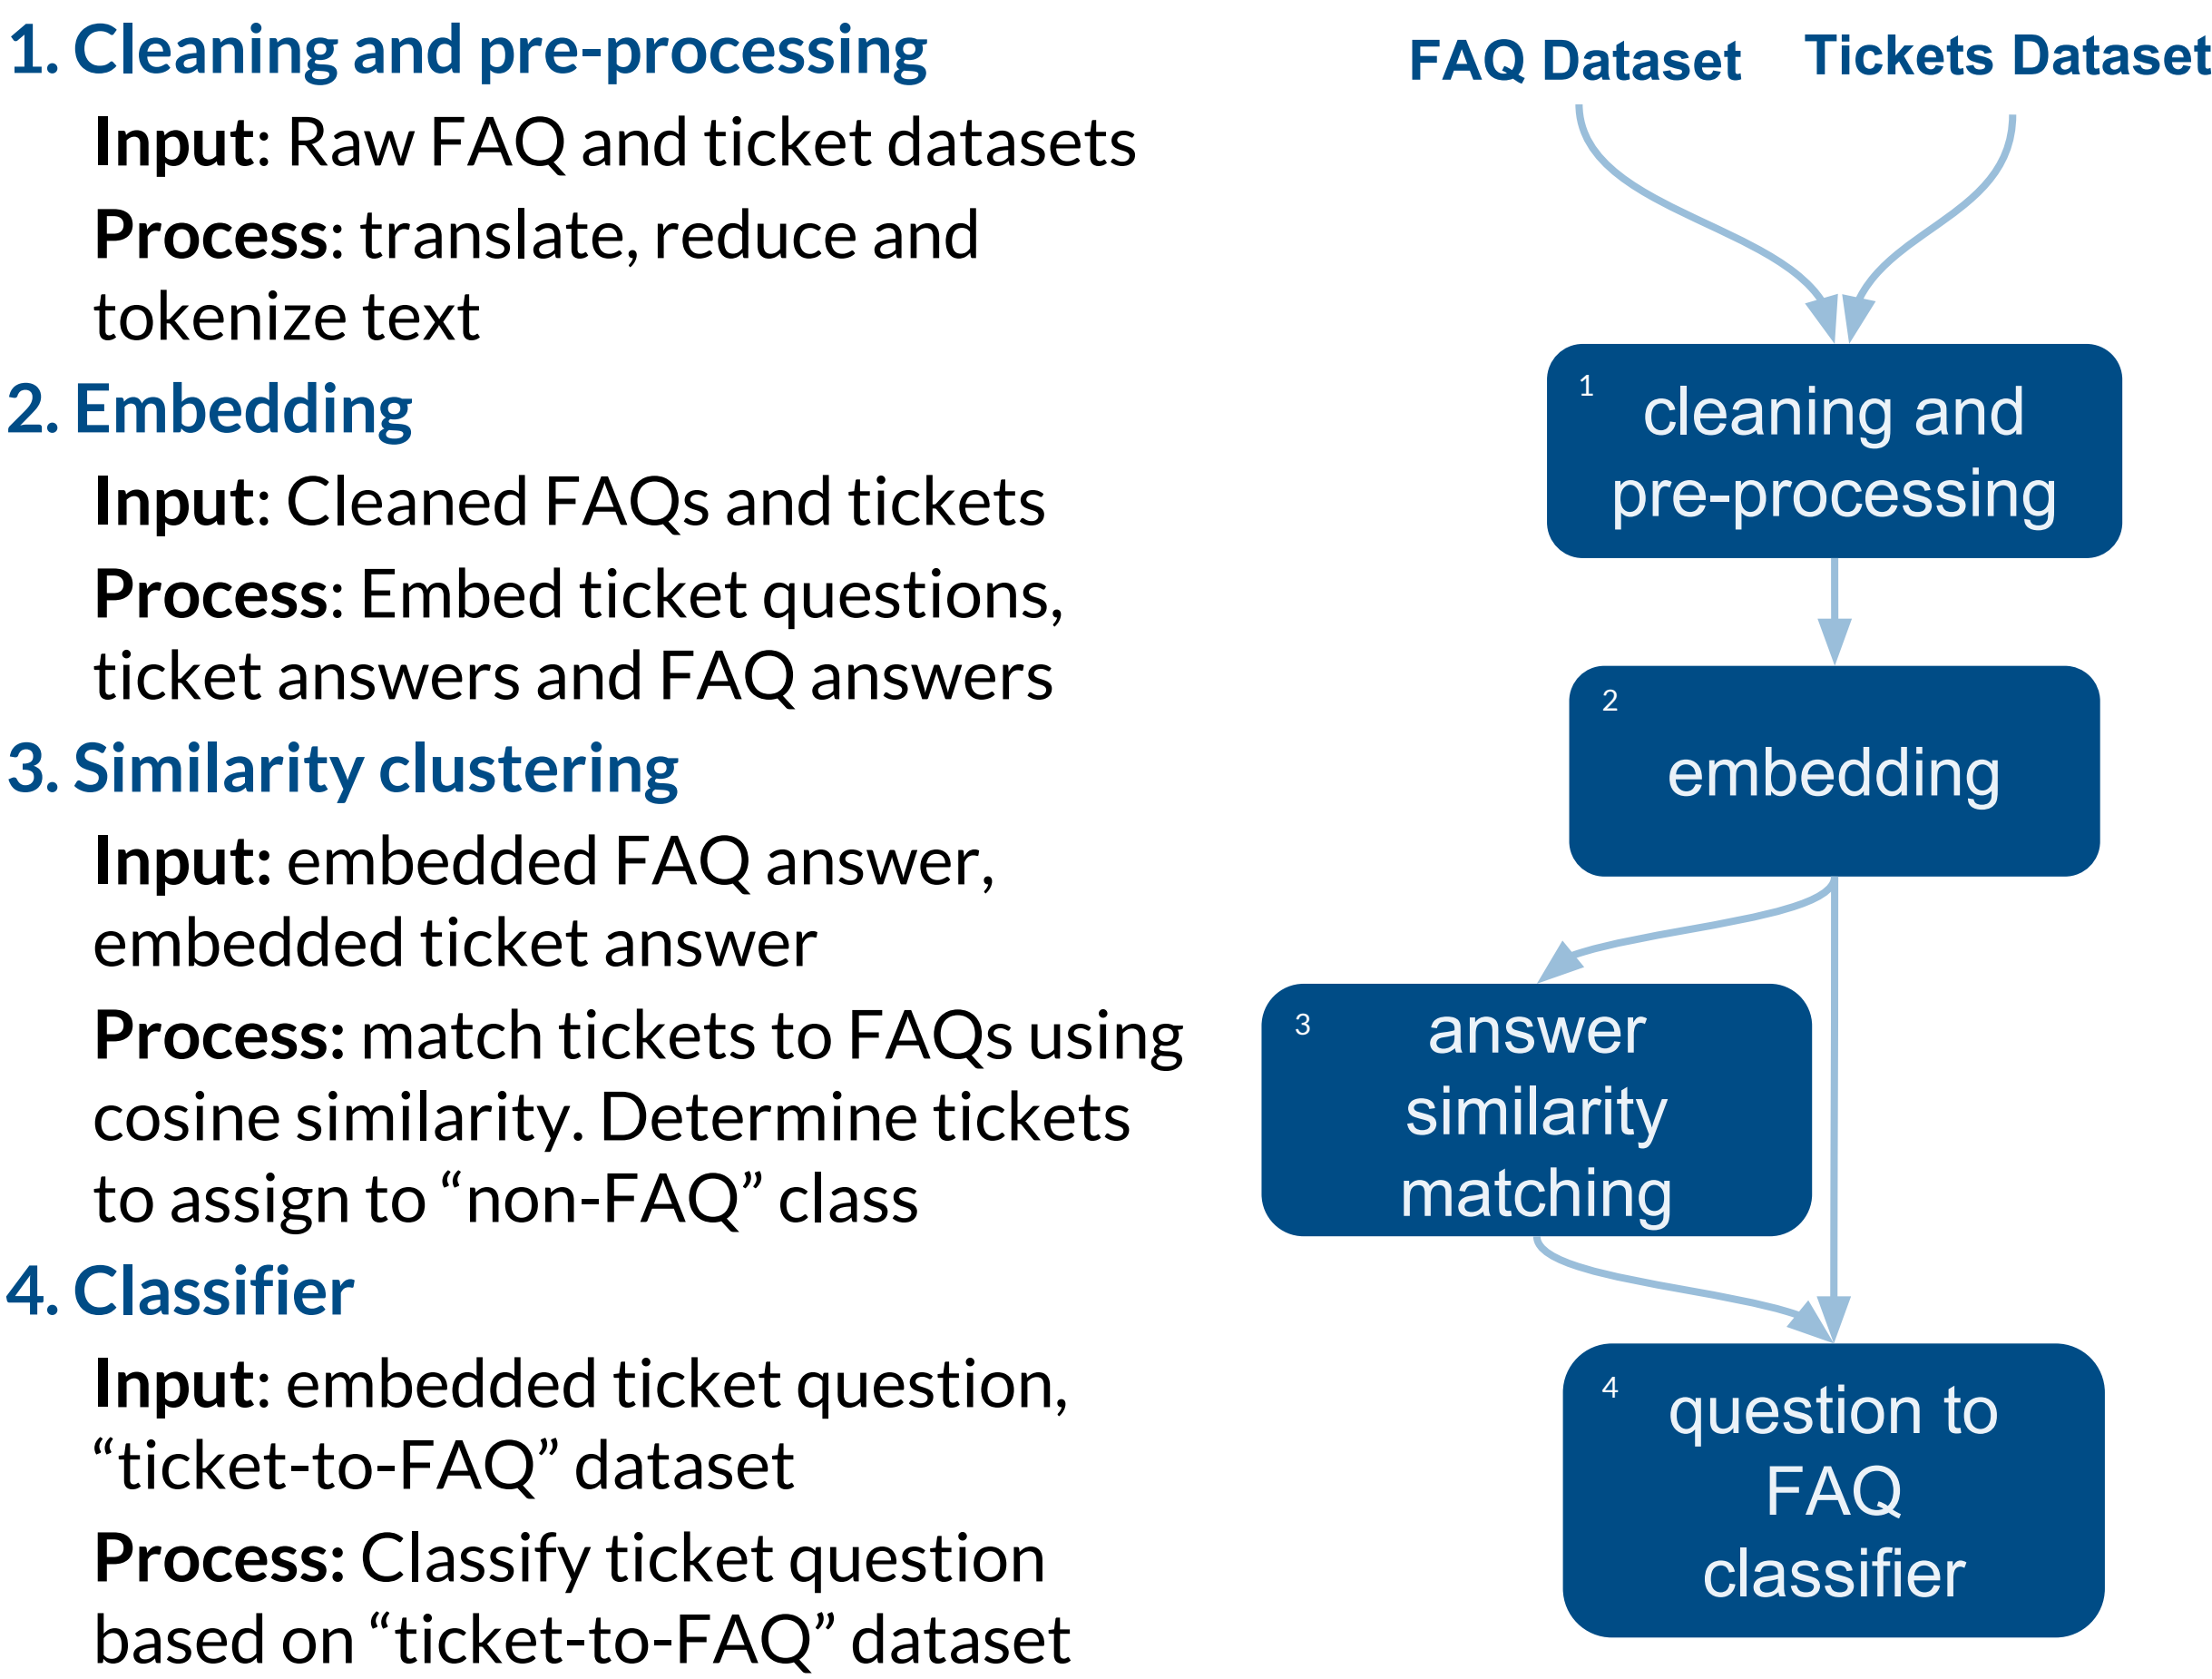 1. Cleaning and pre-processing
Input: Raw FAQ and ticket datasets
Process: translate, reduce and
tokenize text
2. Embedding
Input: Cleaned FAQs and tickets
Process: Embed ticket questions,
ticket answers and FAQ answers
3. Similarity clustering
Input: embedded FAQ answer,
embedded ticket answer
Process: match tickets to FAQs using
cosine similarity. Determine tickets
to assign to “non-FAQ” class
4. Classifier
Input: embedded ticket question,
“ticket-to-FAQ” dataset
Process: Classify ticket question
based on “ticket-to-FAQ” dataset
FAQ Dataset
Tickets Dataset
1
cleaning and
pre-processing
2
embedding
3
answer
similarity
matching
4
question to
FAQ
classifier